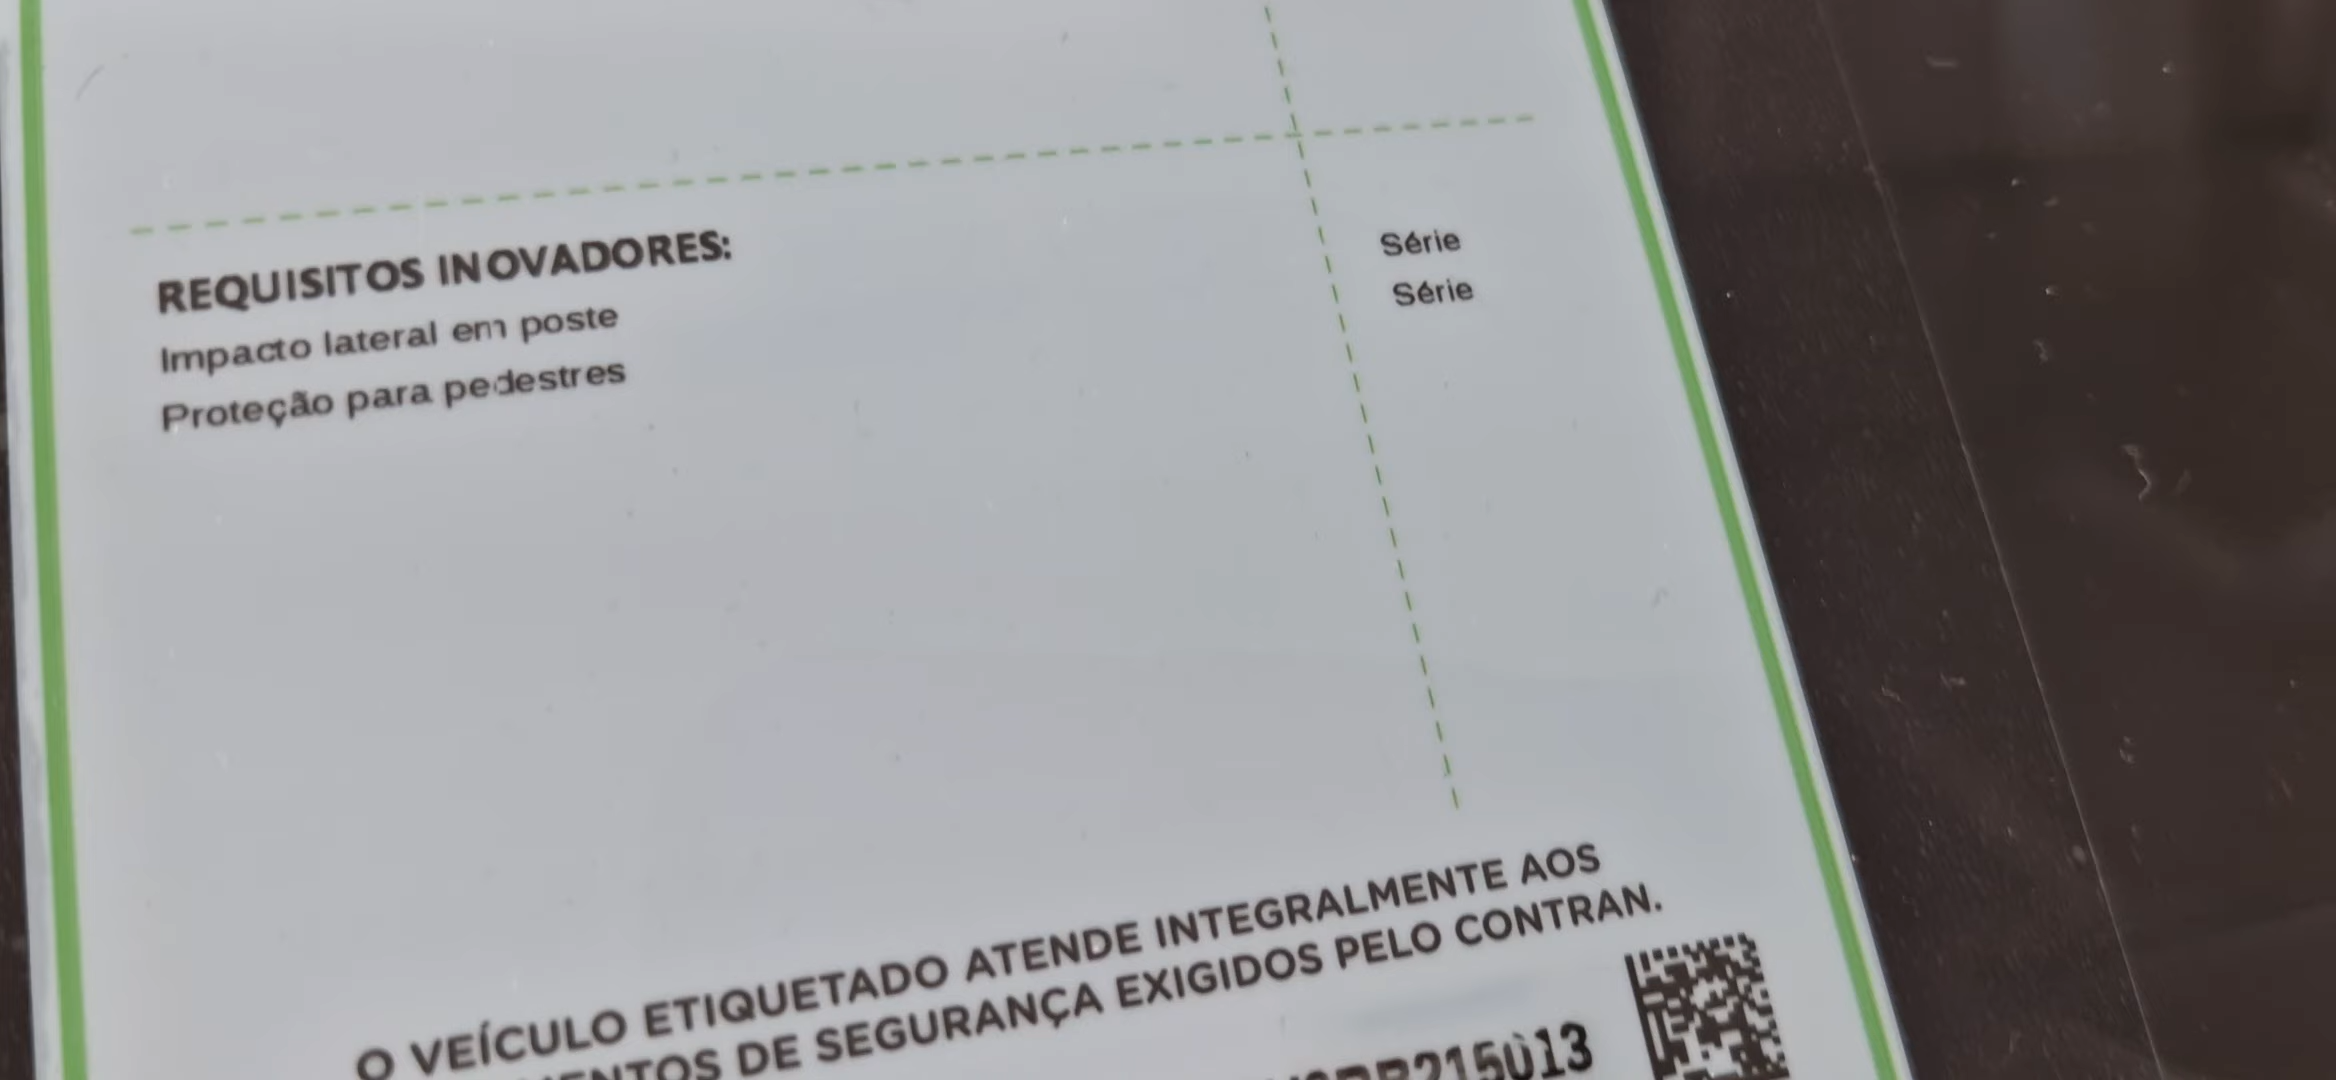 REQUISITOS INOVADORES:
Série
Impacto lateral em poste
Série
Proteção para pedestres
O VEÍCULO ETIQUETADO ATENDE INTEGRALMENTE AOS
DE SEGURANÇA EXIGIDOS PELO CONTRAN.